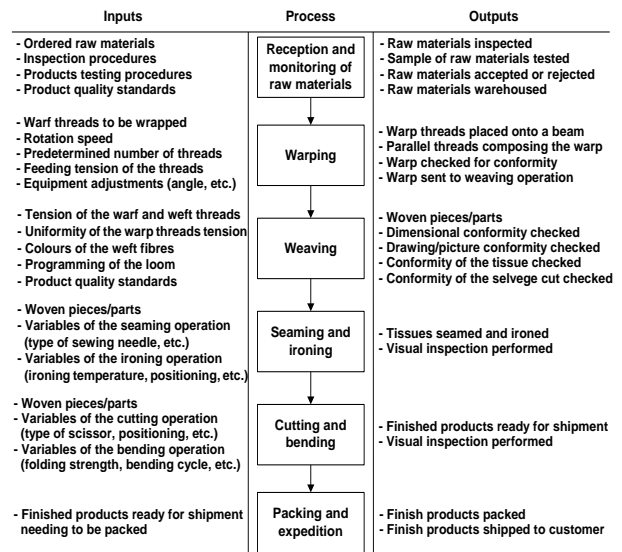 Inputs
Process
Outputs
- Ordered raw materials
- Inspection procedures
- Products testing procedures
- Product quality standards
Reception and
monitoring of
raw materials
- Raw materials inspected
- Sample of raw materials tested
- Raw materials accepted or rejected
- Raw materials warehoused
- Warf threads to be wrapped
- Rotation speed
- Predetermined number of threads
- Feeding tension of the threads
- Equipment adjustments (angle, etc.)
Warping
- Warp threads placed onto a beam
- Parallel threads composing the warp
- Warp checked for conformity
- Warp sent to weaving operation
- Tension of the warf and weft threads
- Uniformity of the warp threads tension
- Colours of the weft fibres
- Programming of the loom
- Product quality standards
Weaving
- Woven pieces/parts
- Dimensional conformity checked
- Drawing/picture conformity checked
- Conformity of the tissue checked
- Conformity of the selvege cut checked
- Woven pieces/parts
- Variables of the seaming operation
(type of sewing needle, etc.)
- Variables of the ironing operation
(ironing temperature, positioning, etc.)
Seaming and
ironing
- Tissues seamed and ironed
- Visual inspection performed
- Woven pieces/parts
- Variables of the cutting operation
(type of scissor, positioning, etc.)
- Variables of the bending operation
(folding strength, bending cycle, etc.)
Cutting and
bending
- Finished products ready for shipment
- Visual inspection performed
- Finished products ready for shipment
needing to be packed
Packing and
expedition
- Finish products packed
- Finish products shipped to customer